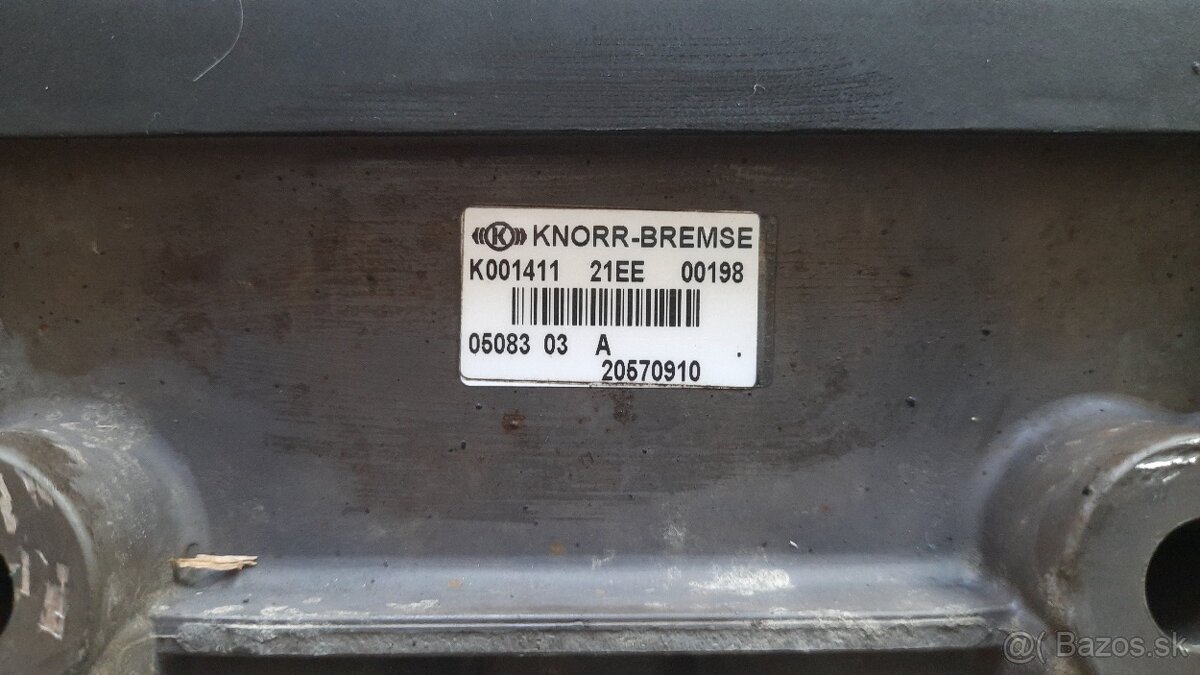 K KNORR-BREMSE
K001411 21EE 00198
05083 03 A
20570910
@( Bazos.sk